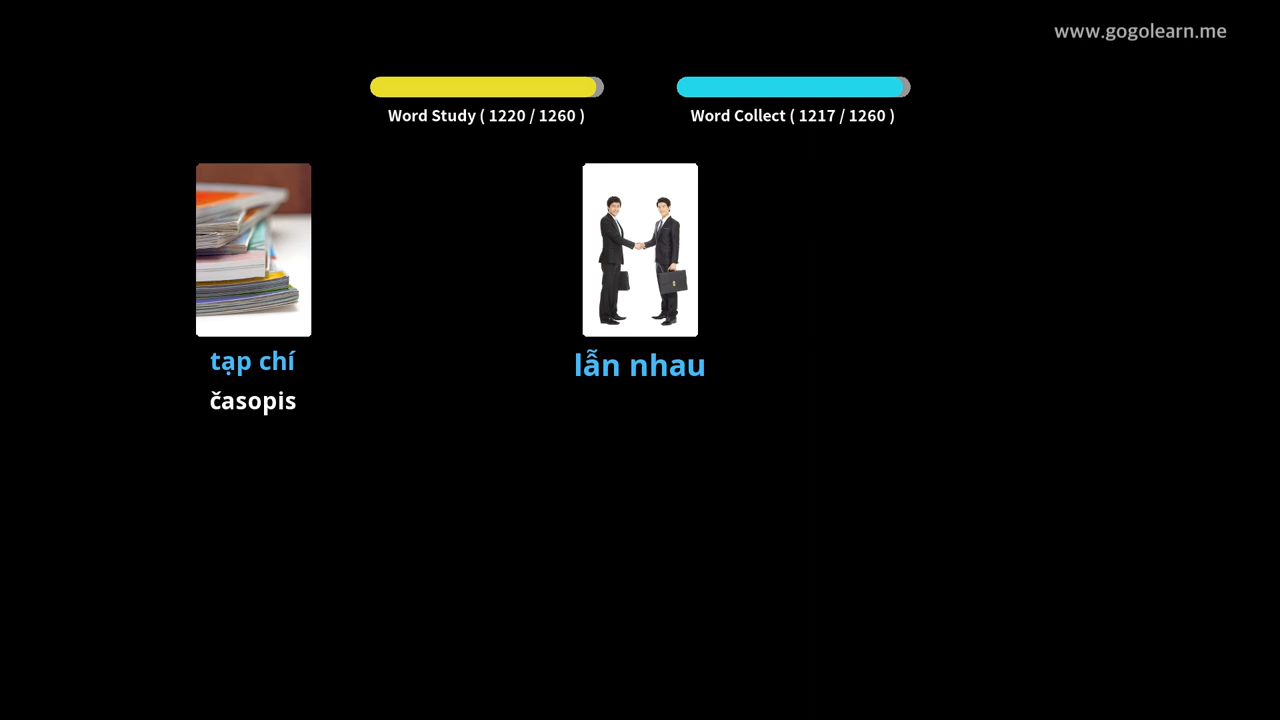 www.gogolearn.me
Word Study ( 1220 / 1260 )
Word Collect ( 1217 / 1260 )
tạp chí
časopis
lẫn nhau